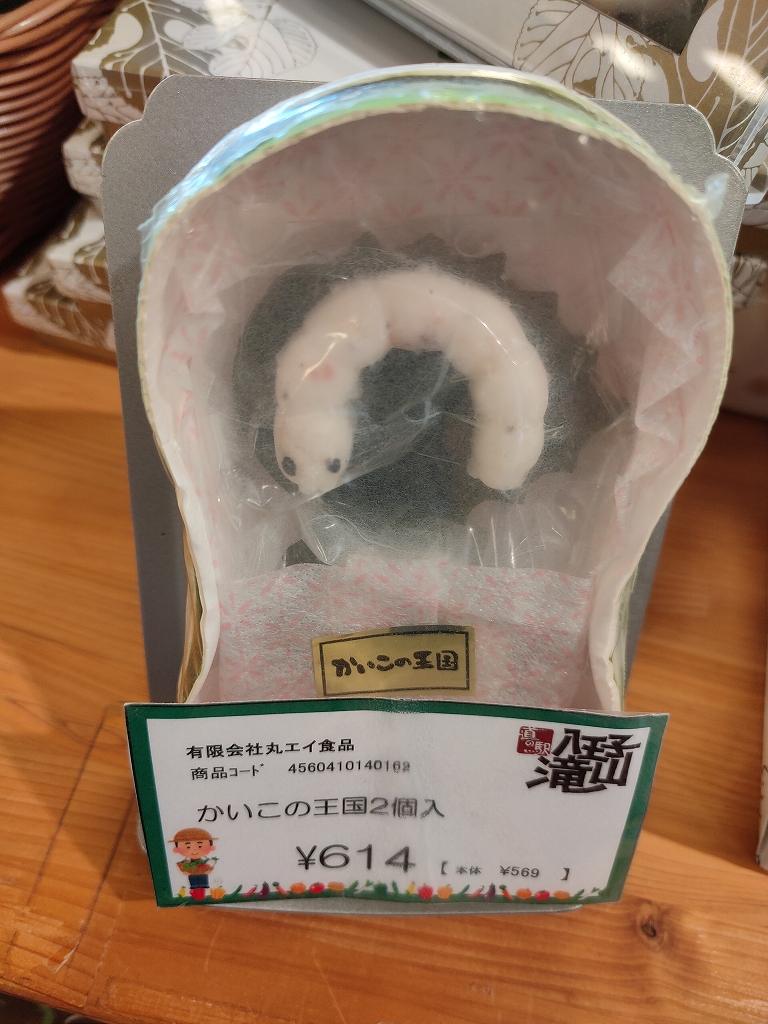 かいこの王国
有限会社丸エイ食品
道の駅
八王子
滝山
商品コード 4560410140162
かいこの王国2個入
¥614 【 本体 ¥569 】